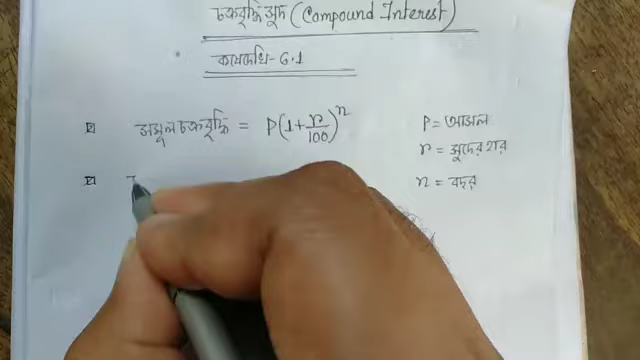 চক্রবৃদ্ধি সুদ (Compound Interest)
কষে দেখি - 6.1
সমূল চক্রবৃদ্ধি = P(1+r/100)^n
P = আসল
r = সুদের হার
n = বছর